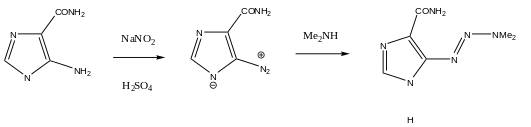 CONH₂ CONH₂ CONH₂
N NaNO₂ N ⊕ Me₂NH N N NMe₂
N NH₂ H₂SO₄ N N₂ N N
⊖
H